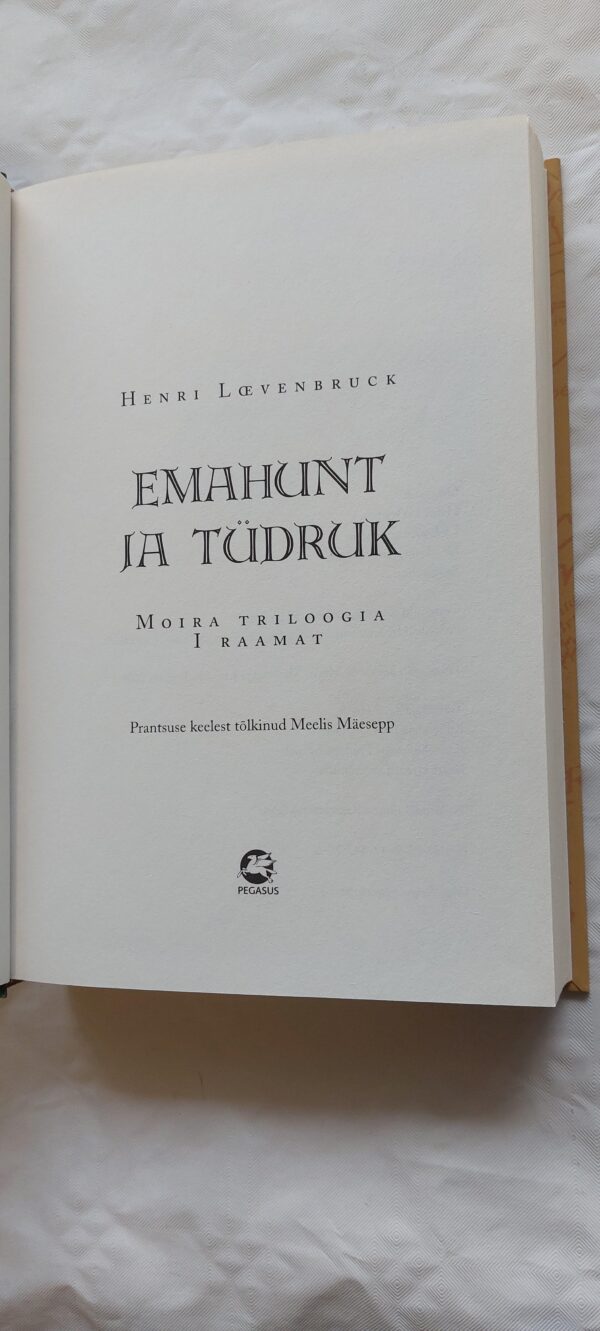 Henri Lœvenbruck
EMAHUNT
JA TÜDRUK
Moira triloogia
I raamat
Prantsuse keelest tõlkinud Meelis Mäesepp
PEGASUS